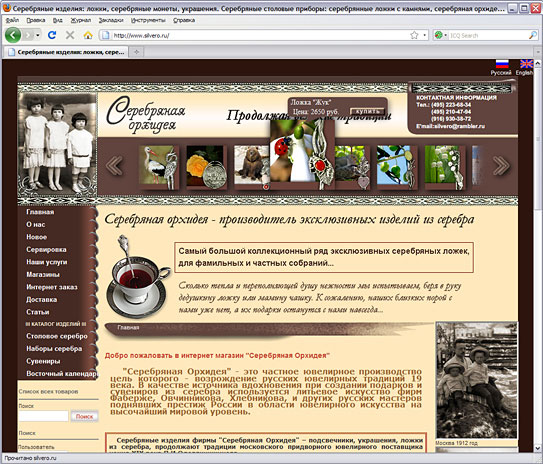 Серебряные изделия: ложки, серебряные монеты, украшения. Серебряные столовые приборы: серебрянные ложки с камнями, серебряная орхидея...
Файл Правка Вид Журнал Закладки Инструменты Справка
http://www.silvero.ru/
ICQ Search
Серебряные изделия: ложки, сере...
Русский English
КОНТАКТНАЯ ИНФОРМАЦИЯ
Тел.: (495) 223-68-34
(495) 210-47-94
(916) 930-38-72
E'mail:silvero@rambler.ru
Серебряная
орхидея
Продолжа
традиции
Ложка "Жук"
Цена: 2650 руб.
КУПИТЬ
Главная
О нас
Новое
Сервировка
Наши услуги
Магазины
Интернет заказ
Доставка
Статьи
!!! КАТАЛОГ ИЗДЕЛИЙ !!!
Столовое серебро
Наборы серебра
Сувениры
Восточный календарь
Список всех товаров
Поиск
Поиск
Поиск
Пользователь
Серебряная орхидея - производитель эксклюзивных изделий из серебра
Самый большой коллекционный ряд эксклюзивных серебряных ложек,
для фамильных и частных собраний...
Сколько тепла и переполняющей душу нежности мы испытываем, беря в руку
дедушкину ложку или мамину чашку. К сожалению, наших близких порой с
нами уже нет, а их подарки останутся с нами навсегда...
Главная
Добро пожаловать в интернет магазин "Серебряная Орхидея"
"Серебряная Орхидея" - это частное ювелирное производство
цель которого - возрождение русских ювелирных традиций 19
века. В качестве источника вдохновения при создании подарков и
сувениров из серебра используется литьевое искусство фирм
Фаберже, Овчинникова, Хлебникова, и других русских мастеров
поднявших престиж России в области ювелирного искусства на
высочайший мировой уровень.
Москва 1912 год
Серебряные изделия фирмы "Серебряная Орхидея" – подсвечники, украшения, ложки
из серебра, продолжают традиции московского придворного ювелирного поставщика
Прочитано silvero.ru